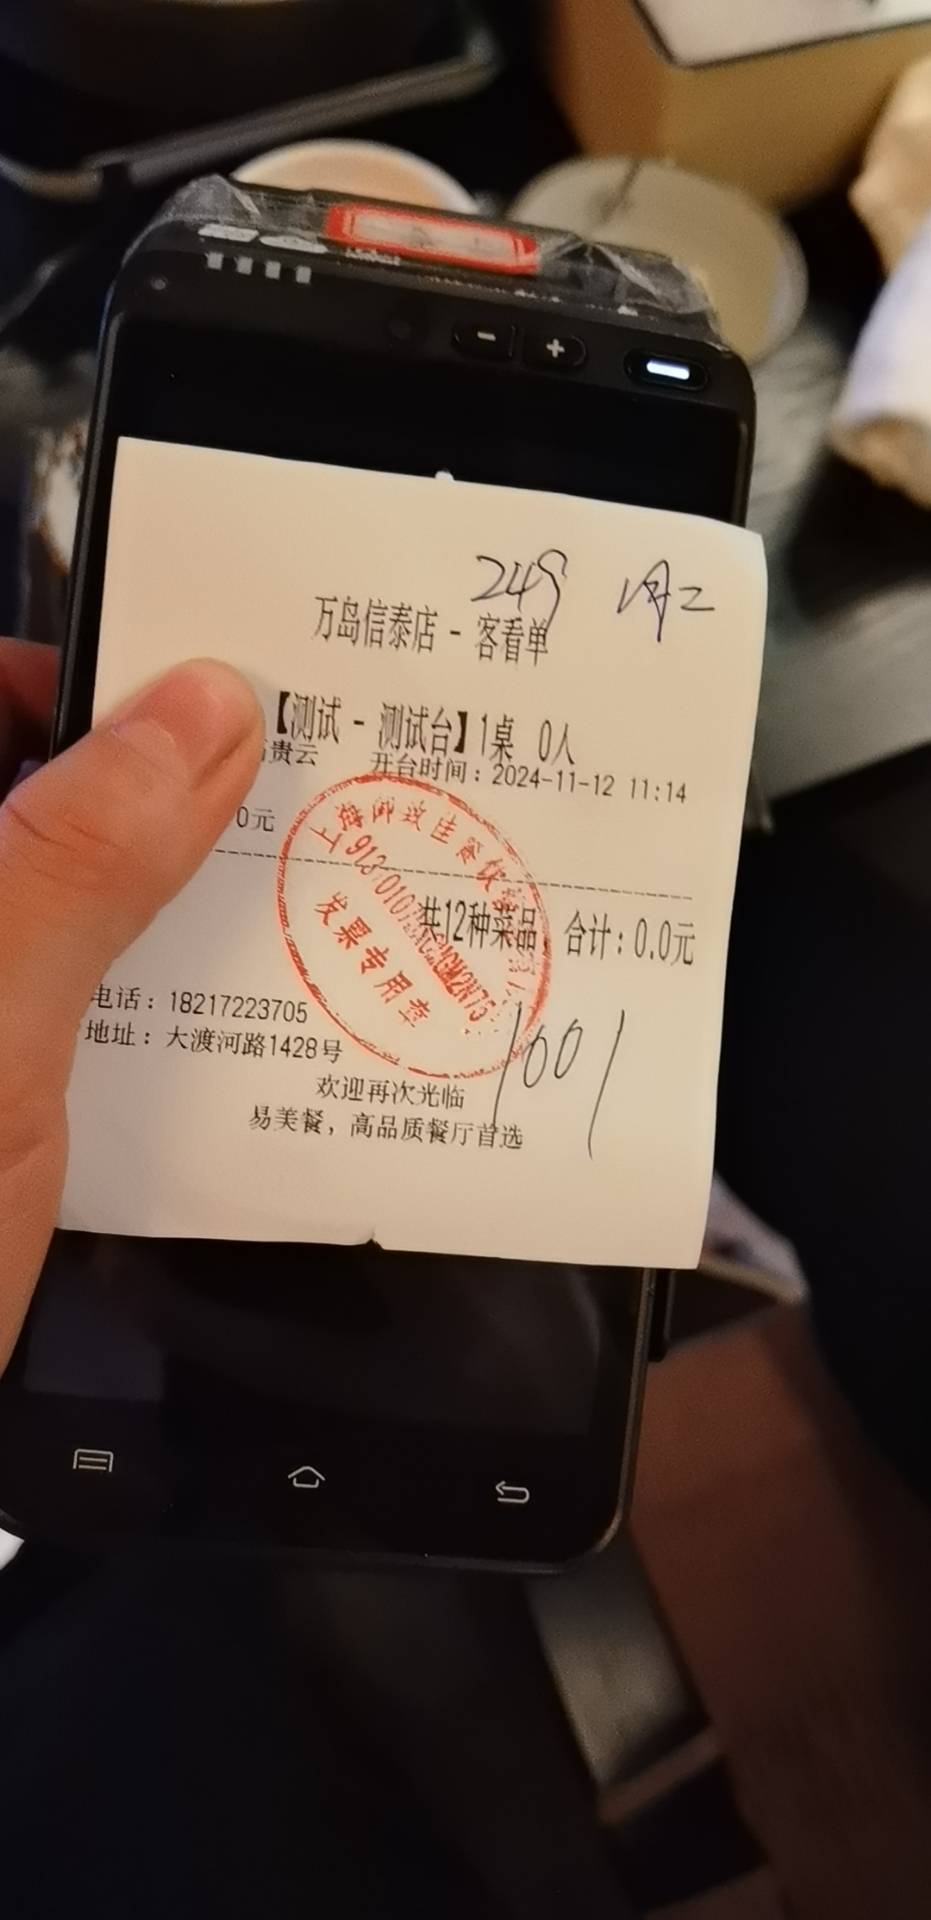 249 周二
万岛信泰店 - 客看单
【测试 - 测试台】1桌 0人
贵云 开台时间：2024-11-12 11:14
0元
共12种菜品，合计：0.0元
发票专用章
电话：18217223705
地址：大渡河路1428号
1001
欢迎再次光临
易美餐，高品质餐厅首选